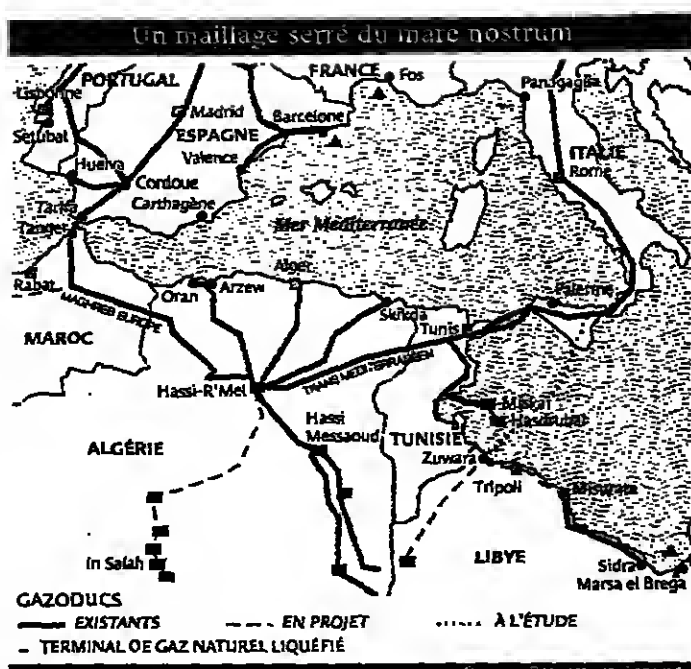 Un maillage serré du mare nostrum
PORTUGAL
FRANCE
Fos
Panigaglia
Lisbonne
Madrid
Barcelone
Setubal
ESPAGNE
ITALIE
Valence
Rome
Huelva
Cordoue
Carthagène
Tarifa
Mer Méditerranée
Tanger
Alger
Rabat
Oran
Arzew
Palerme
MAGHREB EUROPE
Skikda
Tunis
MAROC
TRANSMEDITERRANÉEN
Hassi-R'Mel
Miskal
Hassi
Messaoud
Hasdrubal
ALGÉRIE
TUNISIE
Zuwara
Tripoli
Misurata
In Salah
LIBYE
Sidra
Marsa el Brega
GAZODUCS
EXISTANTS
EN PROJET
À L'ÉTUDE
TERMINAL DE GAZ NATUREL LIQUÉFIÉ